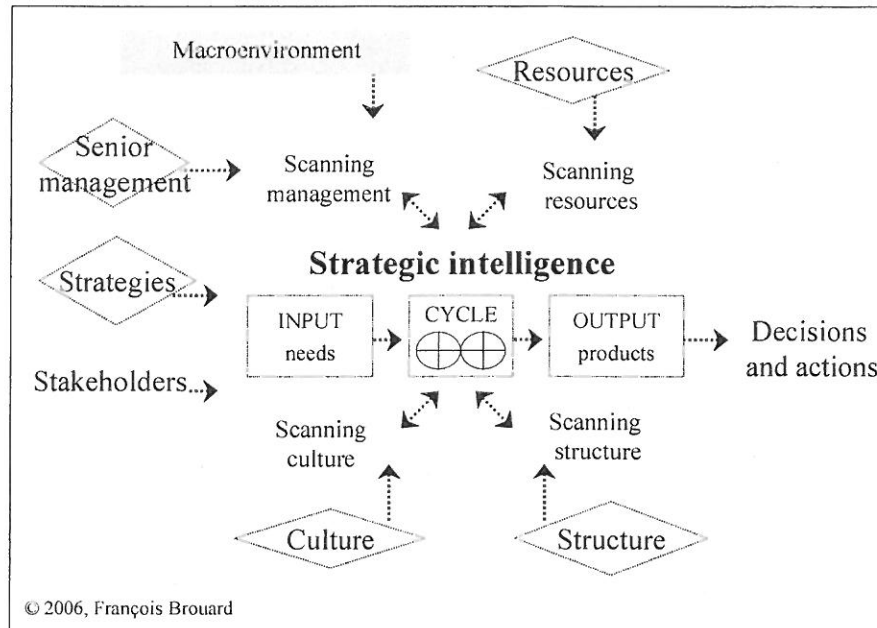 Macroenvironment
Resources
Senior
management
Scanning
management
Scanning
resources
Strategic intelligence
Strategies
INPUT
needs
CYCLE
OUTPUT
products
Decisions
and actions
Stakeholders
Scanning
culture
Scanning
structure
Culture
Structure
© 2006, François Brouard